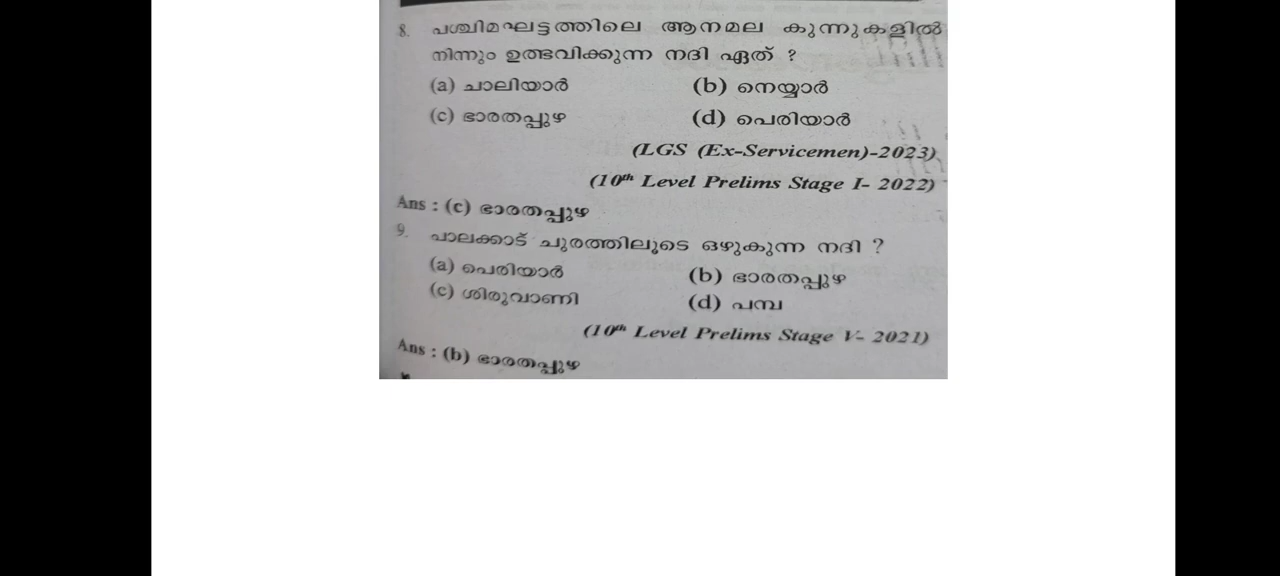 8. പശ്ചിമഘട്ടത്തിലെ ആനമല കുന്നുകളിൽ
നിന്നും ഉത്ഭവിക്കുന്ന നദി ഏത് ?
(a) ചാലിയാർ (b) നെയ്യാർ
(c) ഭാരതപ്പുഴ (d) പെരിയാർ
(LGS (Ex-Servicemen)-2023)
(10th Level Prelims Stage I- 2022)
Ans : (c) ഭാരതപ്പുഴ
9. പാലക്കാട് ചുരത്തിലൂടെ ഒഴുകുന്ന നദി ?
(a) പെരിയാർ (b) ഭാരതപ്പുഴ
(c) ശിരുവാണി (d) പമ്പ
(10th Level Prelims Stage V- 2021)
Ans : (b) ഭാരതപ്പുഴ